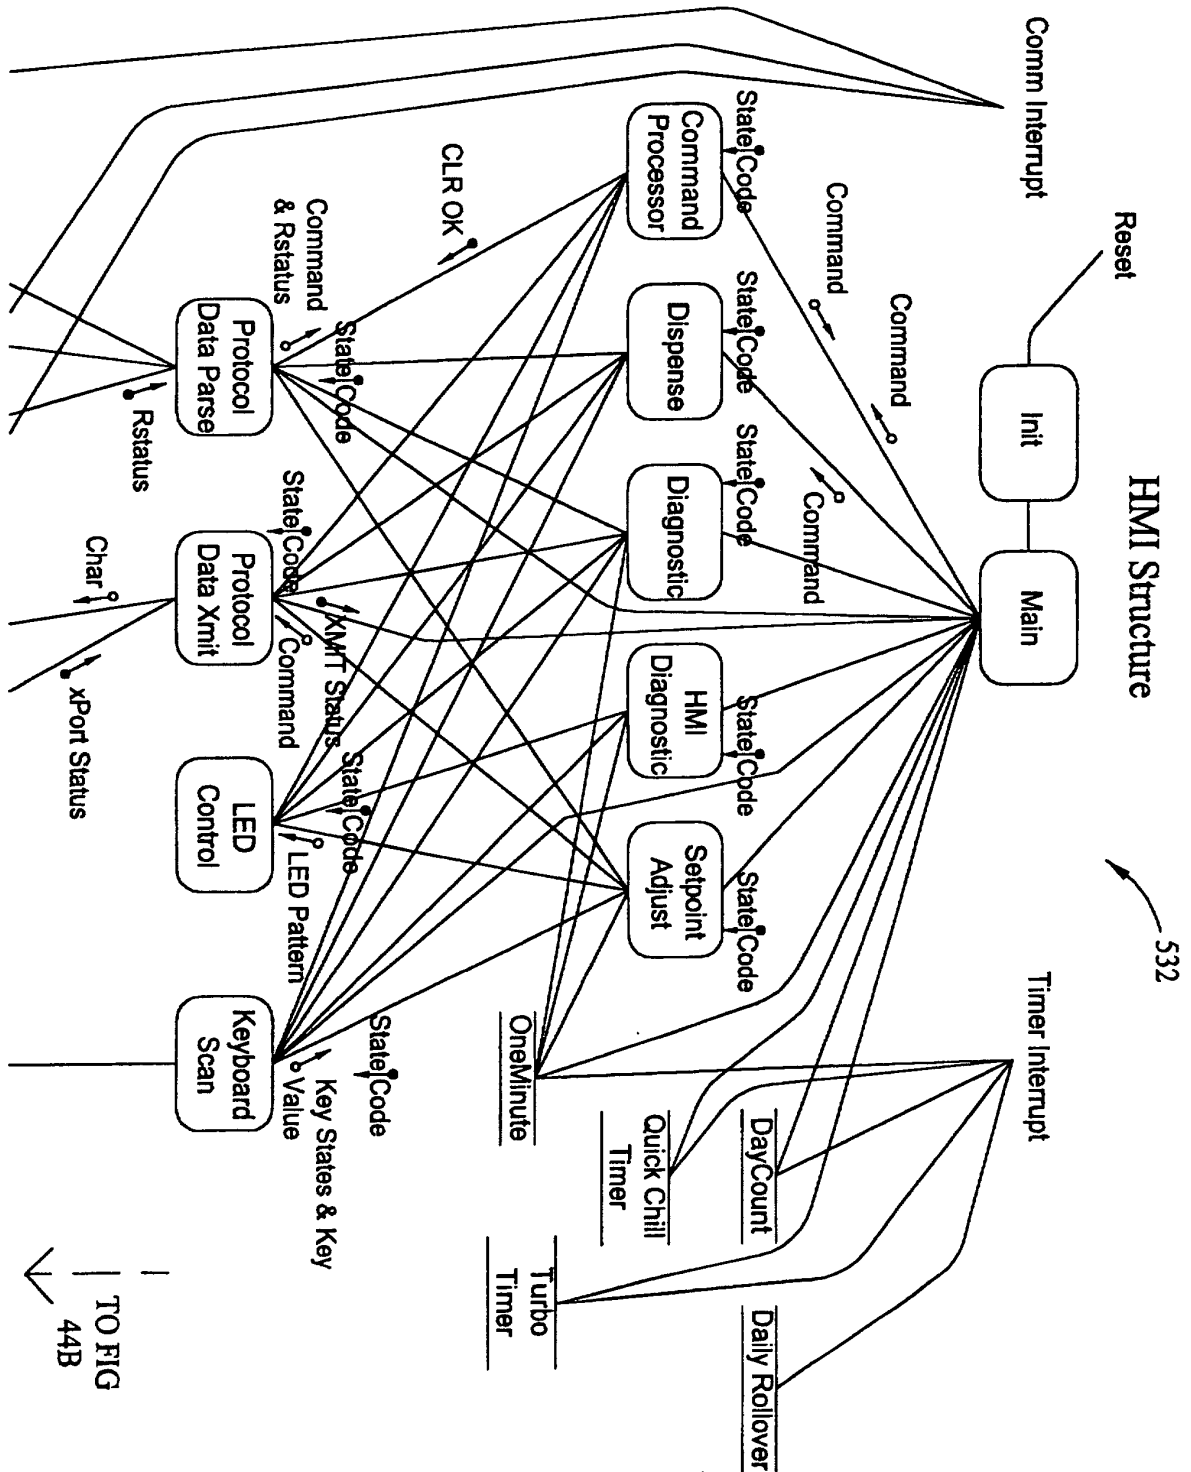 HMI Structure
532
Comm Interrupt
Reset
Init
Main
Timer Interrupt
Command
Command
Command
State Code
State Code
State Code
State Code
State Code
Command
Processor
Dispense
Diagnostic
HMI
Diagnostic
Setpoint
Adjust
DayCount
Daily Rollover
Quick Chill
Timer
OneMinute
Turbo
Timer
CLR OK
Command
& Rstatus
State Code
State Code
XMIT Status
Command
State Code
LED Pattern
State Code
Key States & Key
Value
Protocol
Data Parse
Protocol
Data Xmit
LED
Control
Keyboard
Scan
Rstatus
Char
xPort Status
TO FIG
44B